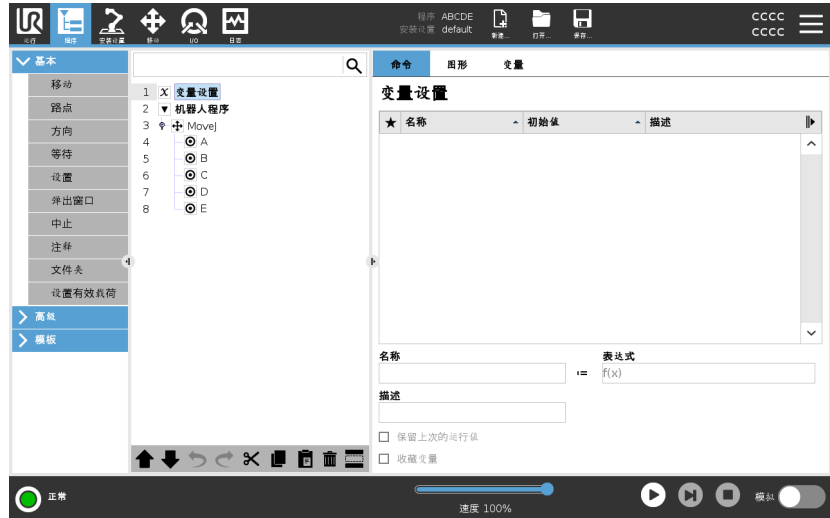 UR
程序 ABCDE
安装设置 default
运行 程序 安装设置 移动 I/O 日志
新建... 打开... 保存...
CCCC
CCCC
基本
移动
路点
方向
等待
设置
弹出窗口
中止
注释
文件夹
设置有效载荷
高级
模板
1 X 变量设置
2 机器人程序
3 MoveJ
4 A
5 B
6 C
7 D
8 E
命令 图形 变量
变量设置
名称 初始值 描述
名称 表达式
:= f(x)
描述
保留上次的运行值
收藏变量
正常
速度 100%
模拟